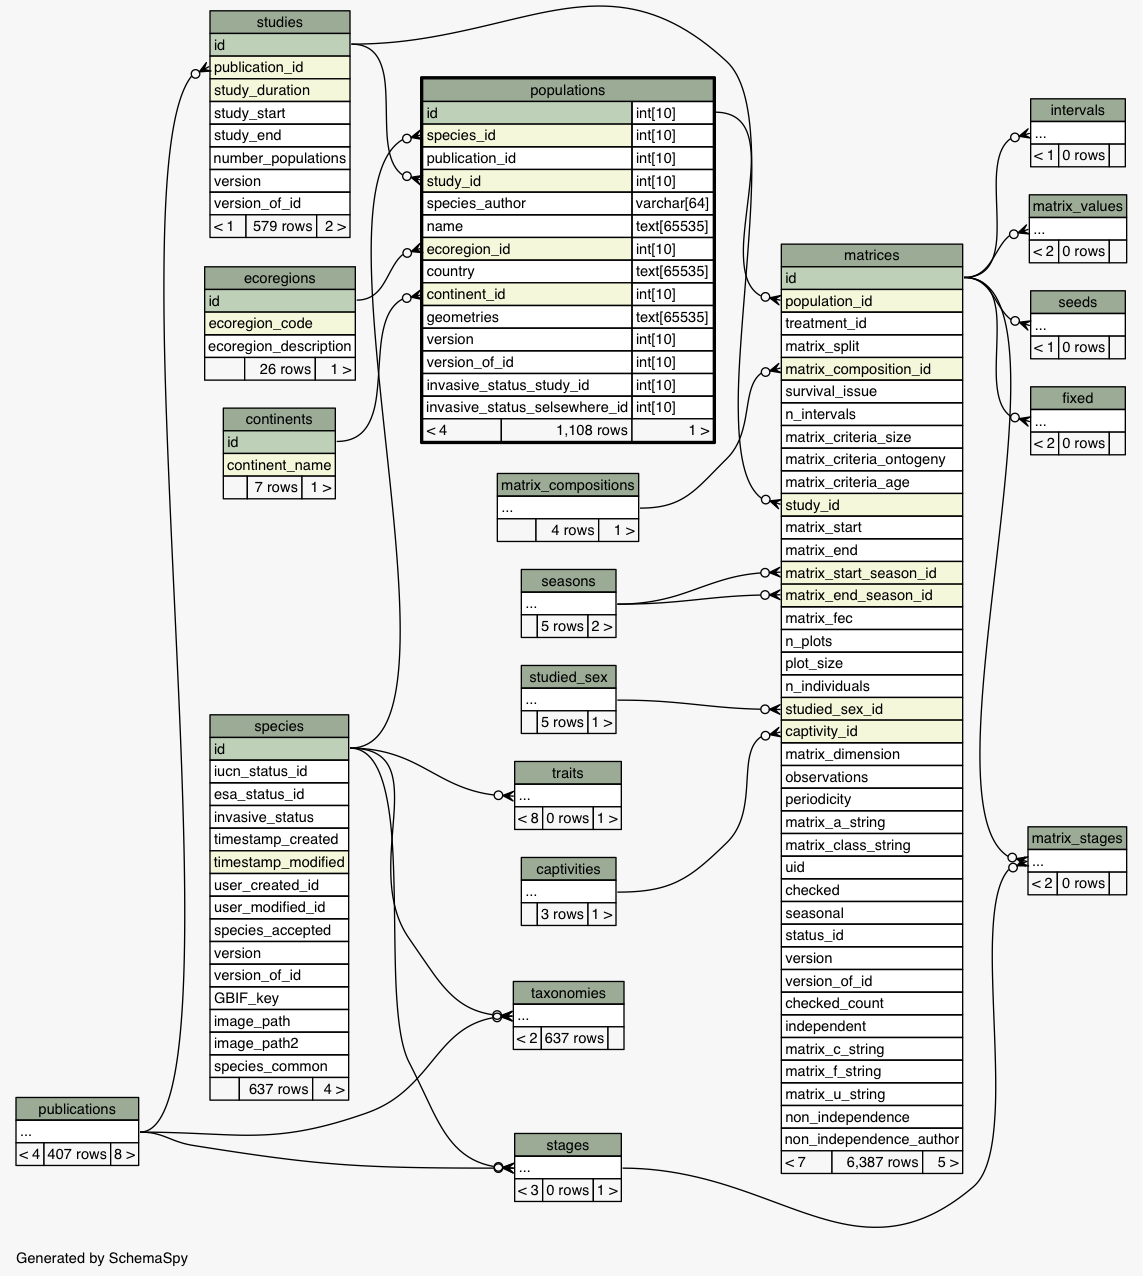 studies
id
publication_id
study_duration
study_start
study_end
number_populations
version
version_of_id
< 1 579 rows 2 >
populations
id int[10]
species_id int[10]
publication_id int[10]
study_id int[10]
species_author varchar[64]
name text[65535]
ecoregion_id int[10]
country text[65535]
continent_id int[10]
geometries text[65535]
version int[10]
version_of_id int[10]
invasive_status_study_id int[10]
invasive_status_selsewhere_id int[10]
< 4 1,108 rows 1 >
ecoregions
id
ecoregion_code
ecoregion_description
26 rows 1 >
continents
id
continent_name
7 rows 1 >
matrix_compositions
...
4 rows 1 >
seasons
...
5 rows 2 >
studied_sex
...
5 rows 1 >
species
id
iucn_status_id
esa_status_id
invasive_status
timestamp_created
timestamp_modified
user_created_id
user_modified_id
species_accepted
version
version_of_id
GBIF_key
image_path
image_path2
species_common
637 rows 4 >
traits
...
< 8 0 rows 1 >
captivities
...
3 rows 1 >
taxonomies
...
< 2 637 rows
publications
...
< 4 407 rows 8 >
stages
...
< 3 0 rows 1 >
matrices
id
population_id
treatment_id
matrix_split
matrix_composition_id
survival_issue
n_intervals
matrix_criteria_size
matrix_criteria_ontogeny
matrix_criteria_age
study_id
matrix_start
matrix_end
matrix_start_season_id
matrix_end_season_id
matrix_fec
n_plots
plot_size
n_individuals
studied_sex_id
captivity_id
matrix_dimension
observations
periodicity
matrix_a_string
matrix_class_string
uid
checked
seasonal
status_id
version
version_of_id
checked_count
independent
matrix_c_string
matrix_f_string
matrix_u_string
non_independence
non_independence_author
< 7 6,387 rows 5 >
intervals
...
< 1 0 rows
matrix_values
...
< 2 0 rows
seeds
...
< 1 0 rows
fixed
...
< 2 0 rows
matrix_stages
...
< 2 0 rows
Generated by SchemaSpy